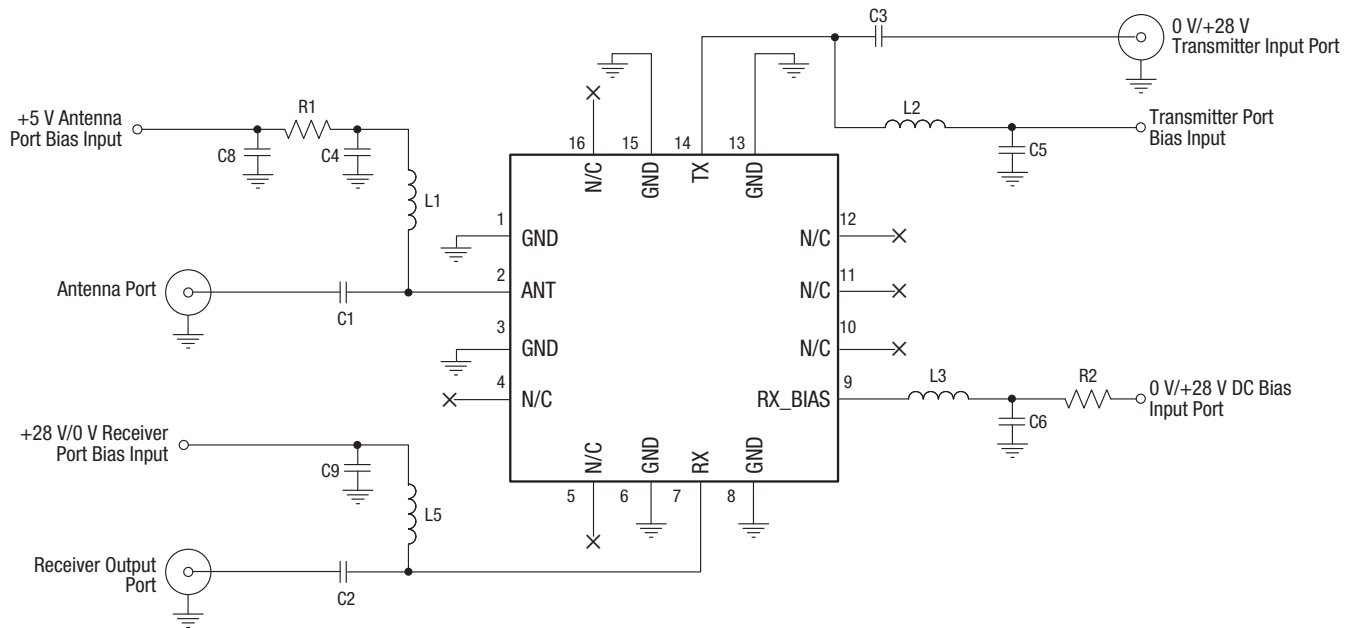 C3
0 V/+28 V
Transmitter Input Port
+5 V Antenna
Port Bias Input
R1
C8
C4
L1
L2
C5
Transmitter Port
Bias Input
16
15
14
13
N/C
GND
TX
GND
1
GND
2
ANT
3
GND
4
N/C
12
N/C
11
N/C
10
N/C
9
RX_BIAS
Antenna Port
C1
L3
R2
C6
0 V/+28 V DC Bias
Input Port
+28 V/0 V Receiver
Port Bias Input
C9
L5
N/C
GND
RX
GND
5
6
7
8
Receiver Output
Port
C2